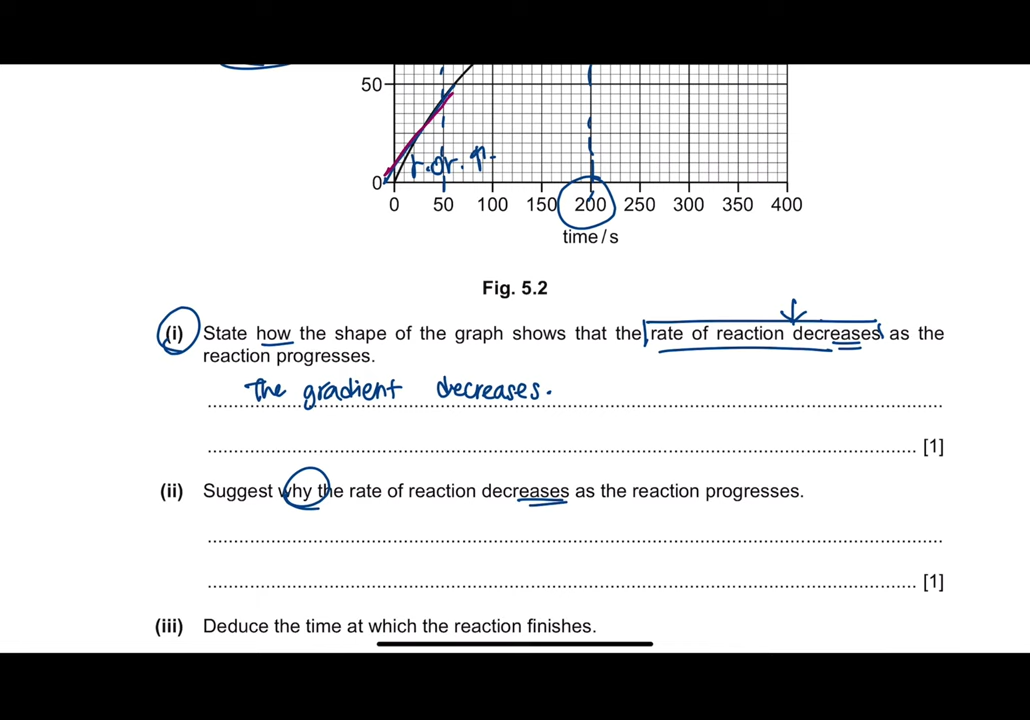 50
0
r.or. ↑.
0 50 100 150 200 250 300 350 400
time / s
Fig. 5.2
(i) State how the shape of the graph shows that the rate of reaction decreases as the
reaction progresses.
The gradient decreases.
[1]
(ii) Suggest why the rate of reaction decreases as the reaction progresses.
[1]
(iii) Deduce the time at which the reaction finishes.